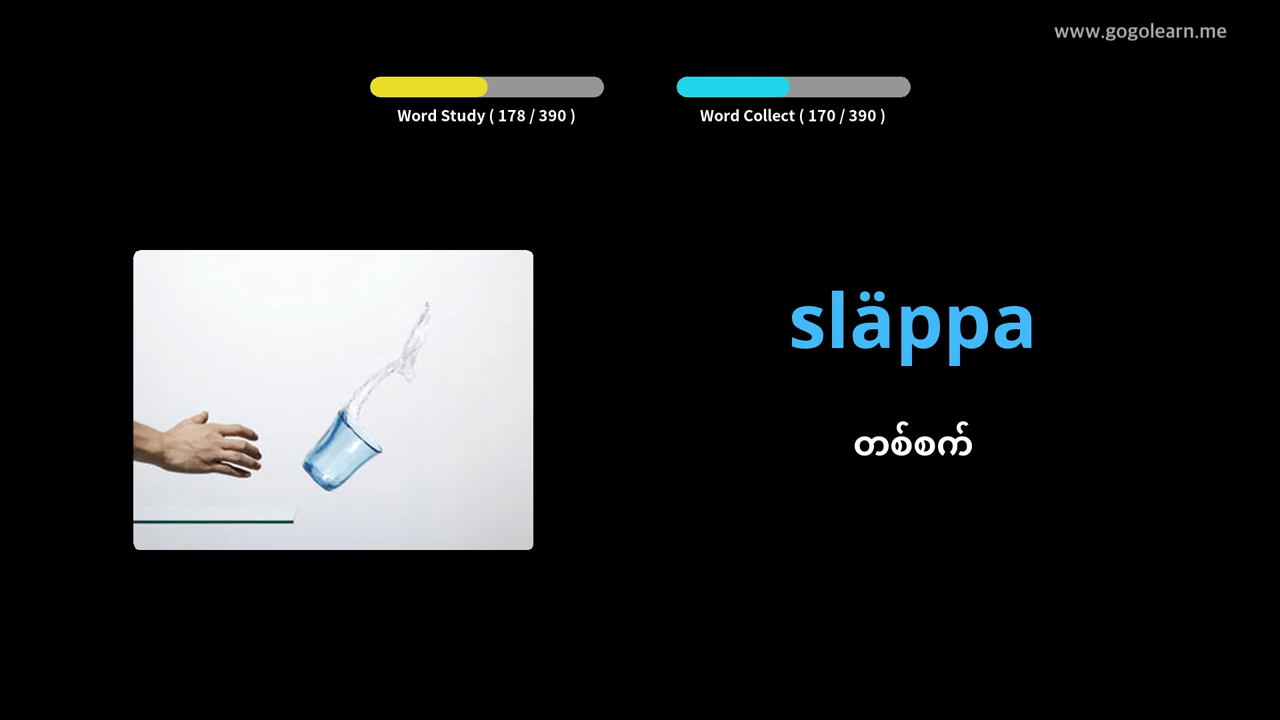 www.gogolearn.me
Word Study ( 178 / 390 )
Word Collect ( 170 / 390 )
släppa
တစ်စက်